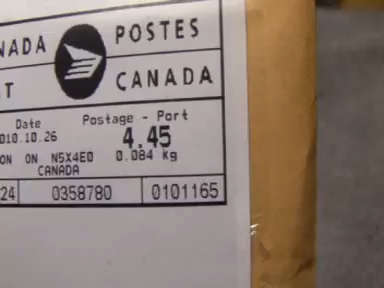 NADA POSTES
T CANADA
Date Postage - Port
010.10.26 4.45
ON ON N5X4E0 0.084 kg
CANADA
24 0358780 0101165